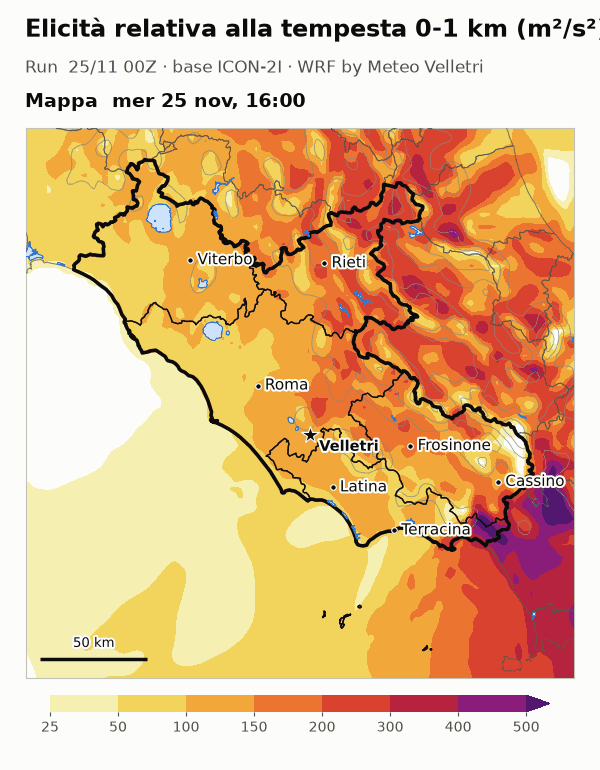 Elicità relativa alla tempesta 0-1 km (m²/s²)
Run 25/11 00Z · base ICON-2I · WRF by Meteo Velletri
Mappa mer 25 nov, 16:00
Viterbo
Rieti
Roma
Velletri
Frosinone
Cassino
Latina
Terracina
50 km
25 50 100 150 200 300 400 500